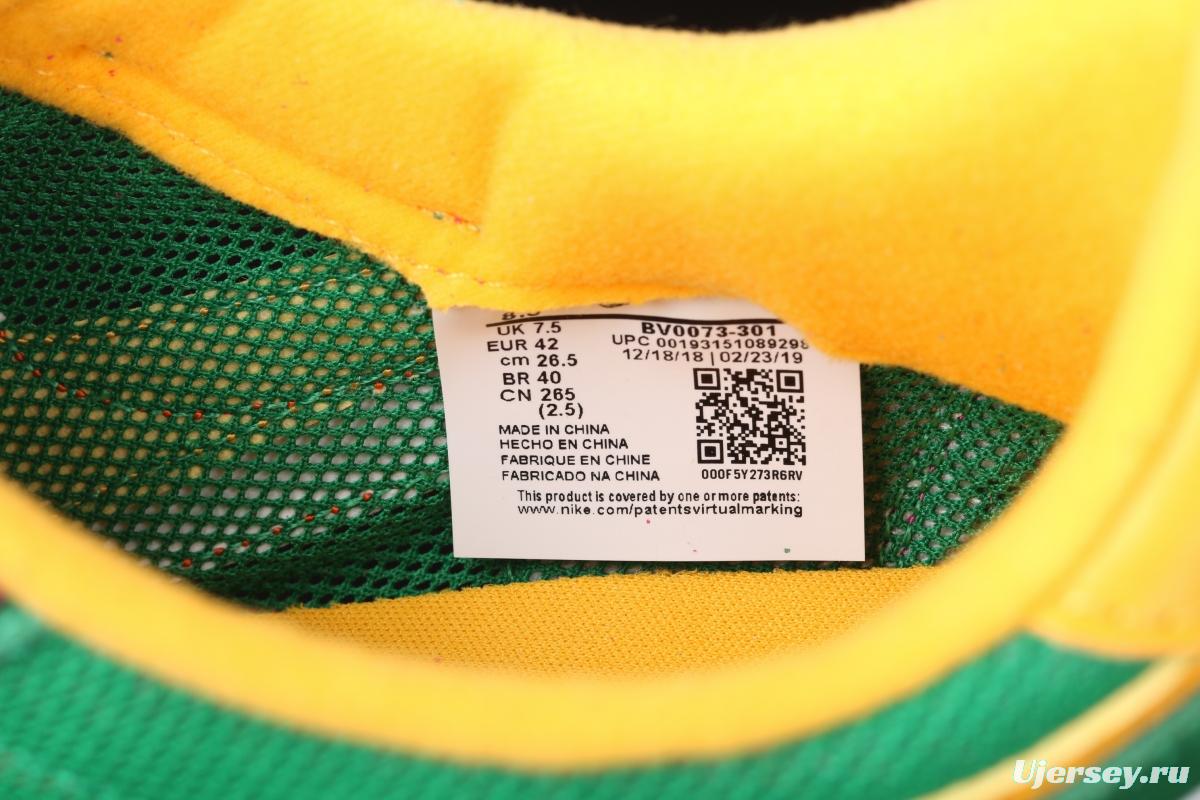 UK 7.5
EUR 42
cm 26.5
BR 40
CN 265
(2.5)
BV0073-301
UPC 00193151089298
12/18/18 | 02/23/19
000F5Y273R6RV
MADE IN CHINA
HECHO EN CHINA
FABRIQUE EN CHINE
FABRICADO NA CHINA
This product is covered by one or more patents:
www.nike.com/patentsvirtualmarking
Ujersey.ru